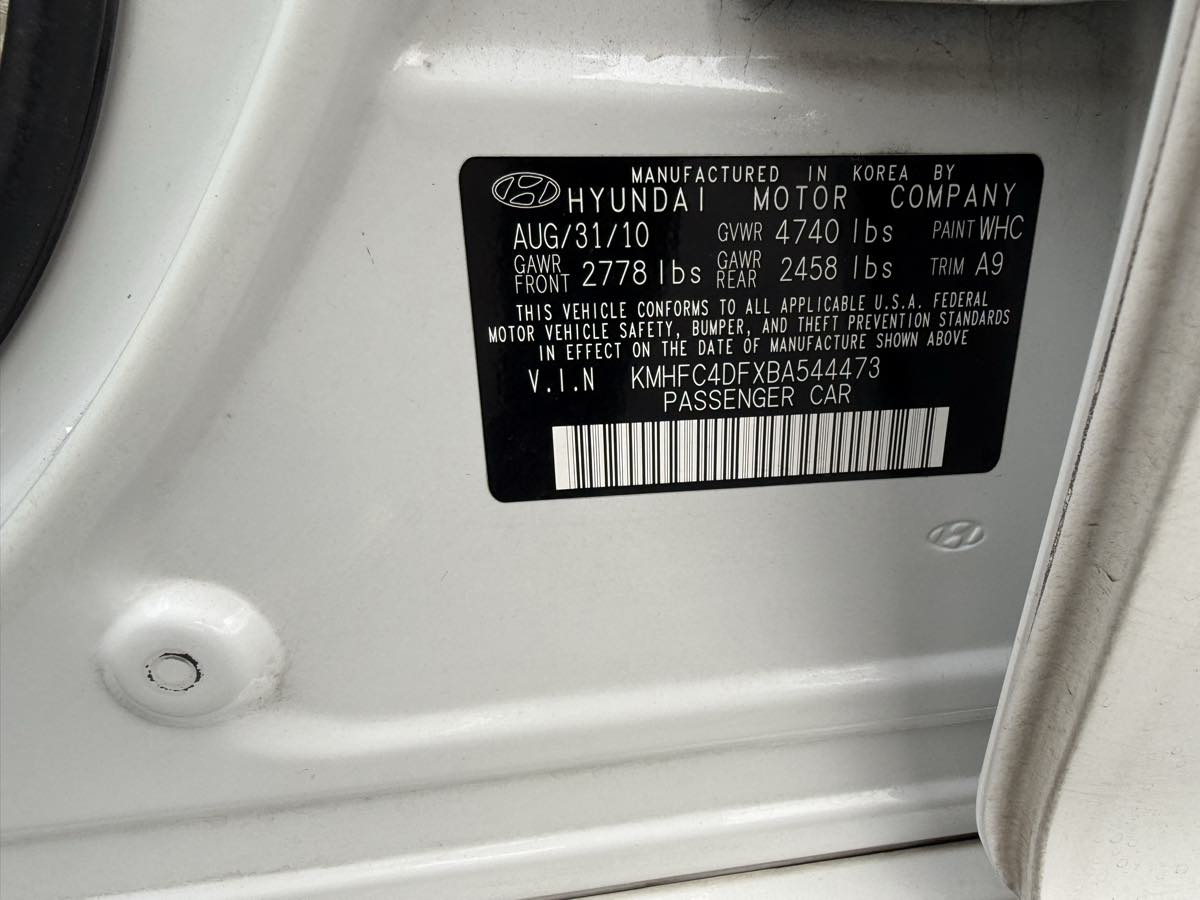 MANUFACTURED IN KOREA BY
HYUNDAI MOTOR COMPANY
AUG/31/10 GVWR 4740 lbs PAINT WHC
GAWR FRONT 2778 lbs GAWR REAR 2458 lbs TRIM A9
THIS VEHICLE CONFORMS TO ALL APPLICABLE U.S.A. FEDERAL
MOTOR VEHICLE SAFETY, BUMPER, AND THEFT PREVENTION STANDARDS
IN EFFECT ON THE DATE OF MANUFACTURE SHOWN ABOVE
V.I.N KMHFC4DFXBA544473
PASSENGER CAR